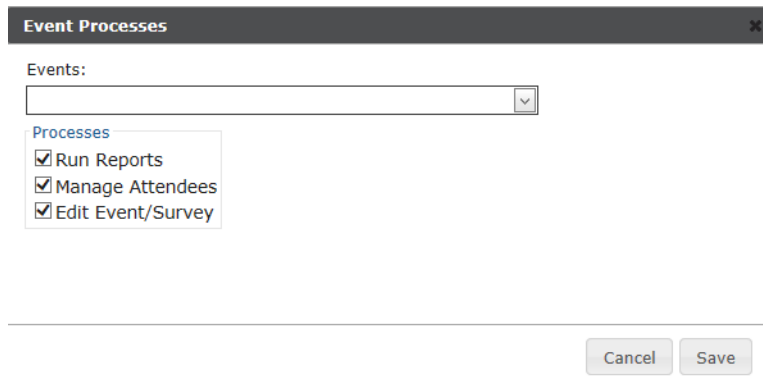 Event Processes
Events:
Processes
Run Reports
Manage Attendees
Edit Event/Survey
Cancel Save